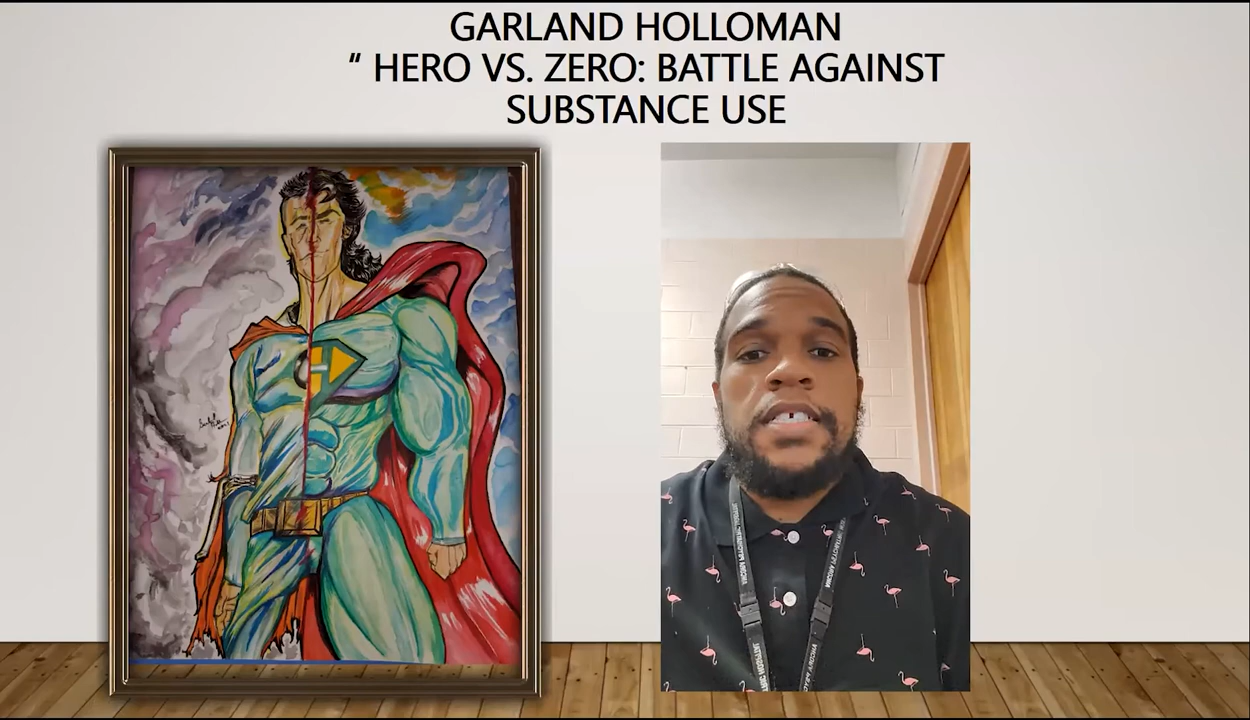 GARLAND HOLLOMAN
“ HERO VS. ZERO: BATTLE AGAINST
SUBSTANCE USE